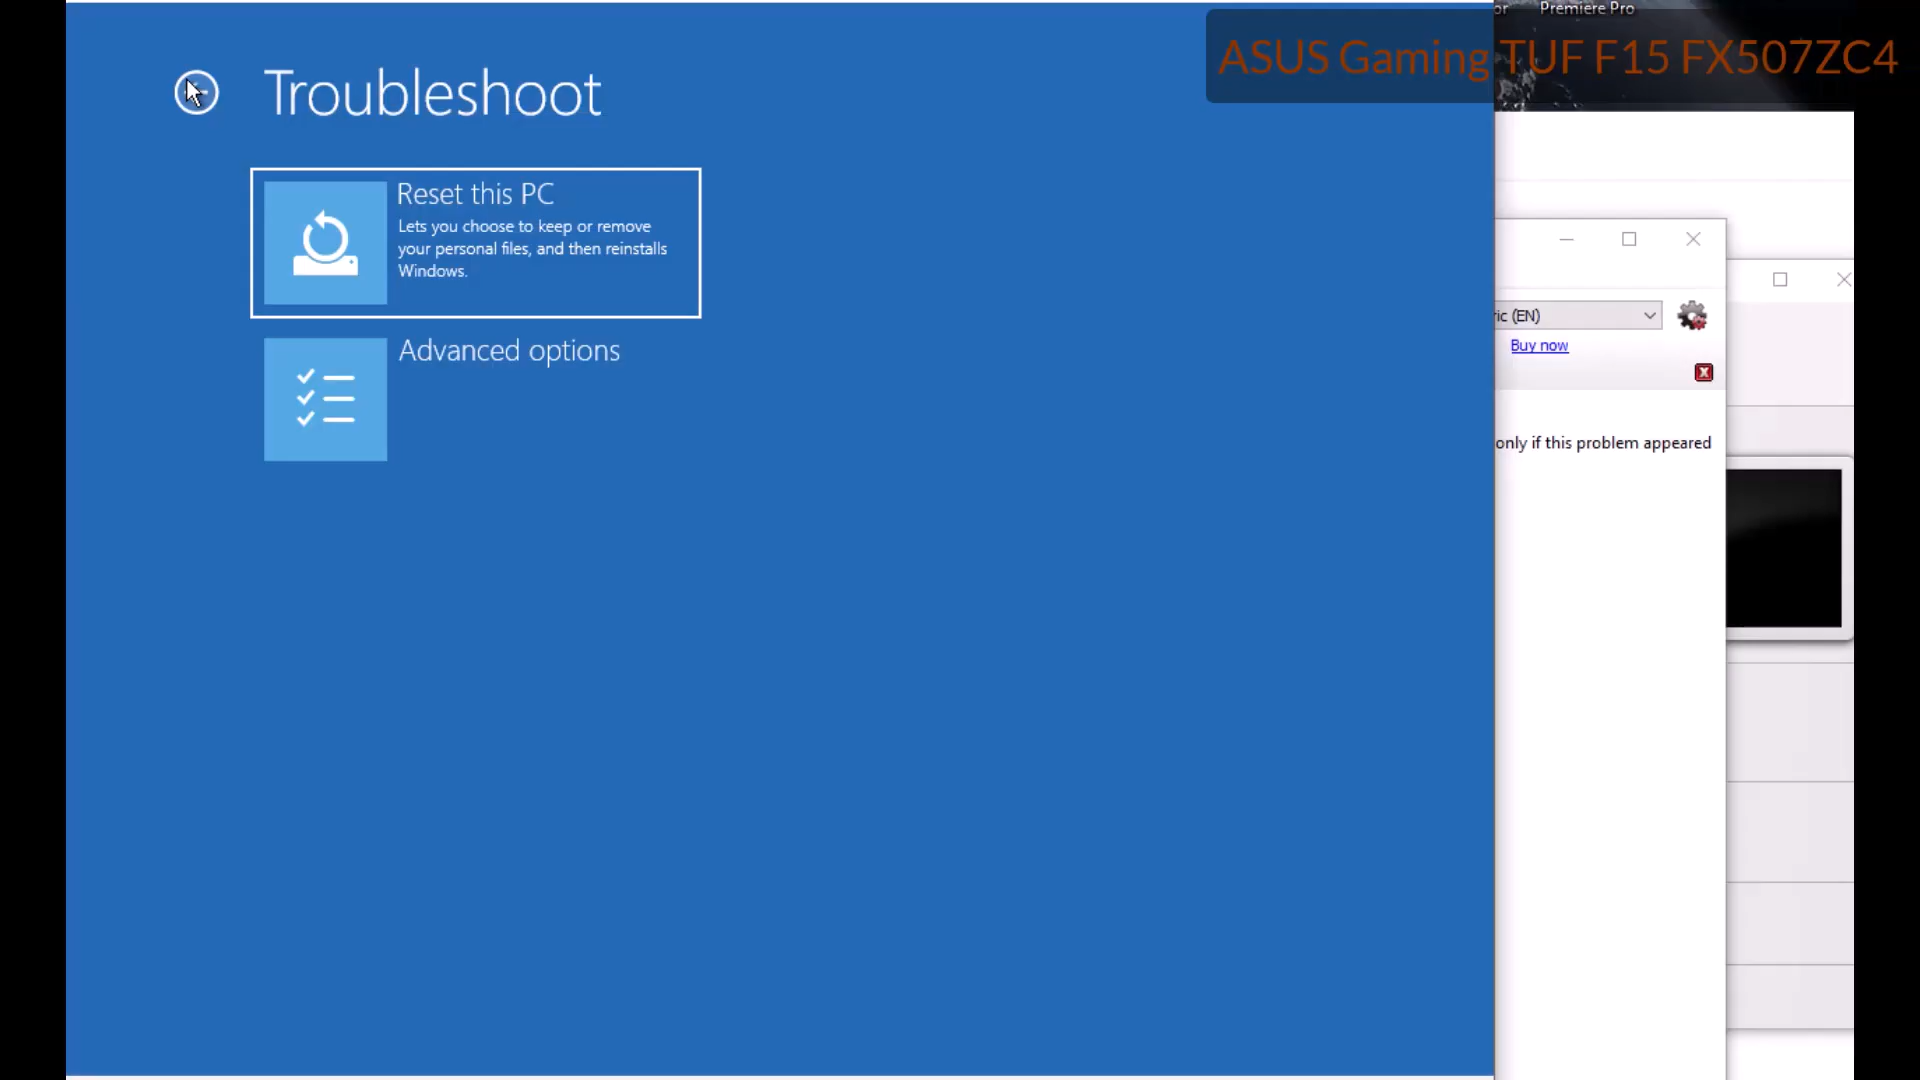 Premiere Pro
ASUS Gaming TUF F15 FX507ZC4
Troubleshoot
Reset this PC
Lets you choose to keep or remove
your personal files, and then reinstalls
Windows.
Advanced options
(EN)
Buy now
only if this problem appeared